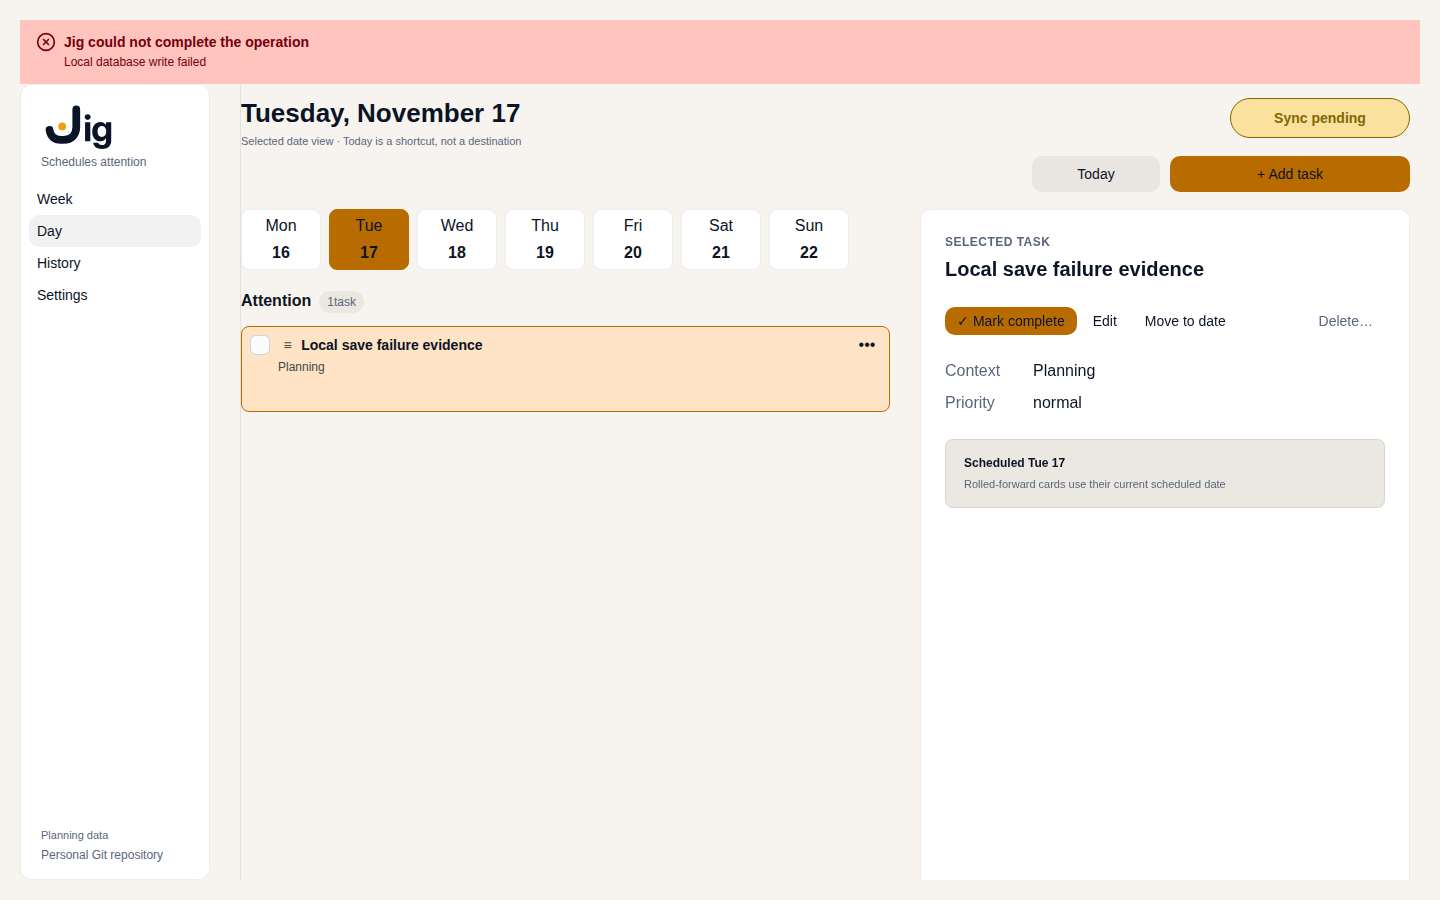 Jig could not complete the operation
Local database write failed
Jig
Schedules attention
Week
Day
History
Settings
Planning data
Personal Git repository
Tuesday, November 17
Selected date view · Today is a shortcut, not a destination
Sync pending
Today
+ Add task
Mon
16
Tue
17
Wed
18
Thu
19
Fri
20
Sat
21
Sun
22
Attention
1task
≡ Local save failure evidence
•••
Planning
SELECTED TASK
Local save failure evidence
✓ Mark complete
Edit
Move to date
Delete…
Context Planning
Priority normal
Scheduled Tue 17
Rolled-forward cards use their current scheduled date